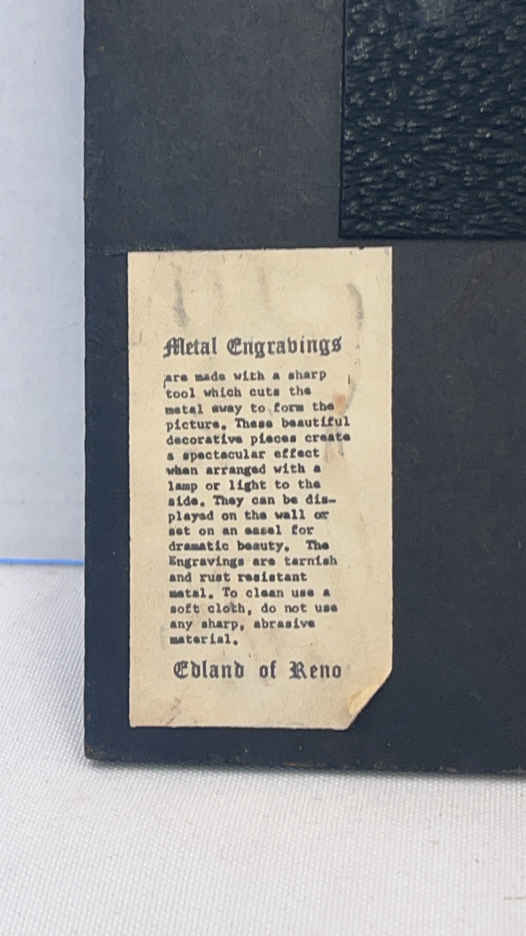 Metal Engravings
are made with a sharp
tool which cuts the
metal away to form the
picture. These beautiful
decorative pieces create
a spectacular effect
when arranged with a
lamp or light to the
side. They can be dis-
played on the wall or
set on an easel for
dramatic beauty. The
Engravings are tarnish
and rust resistant
metal. To clean use a
soft cloth, do not use
any sharp, abrasive
material.
Edland of Reno